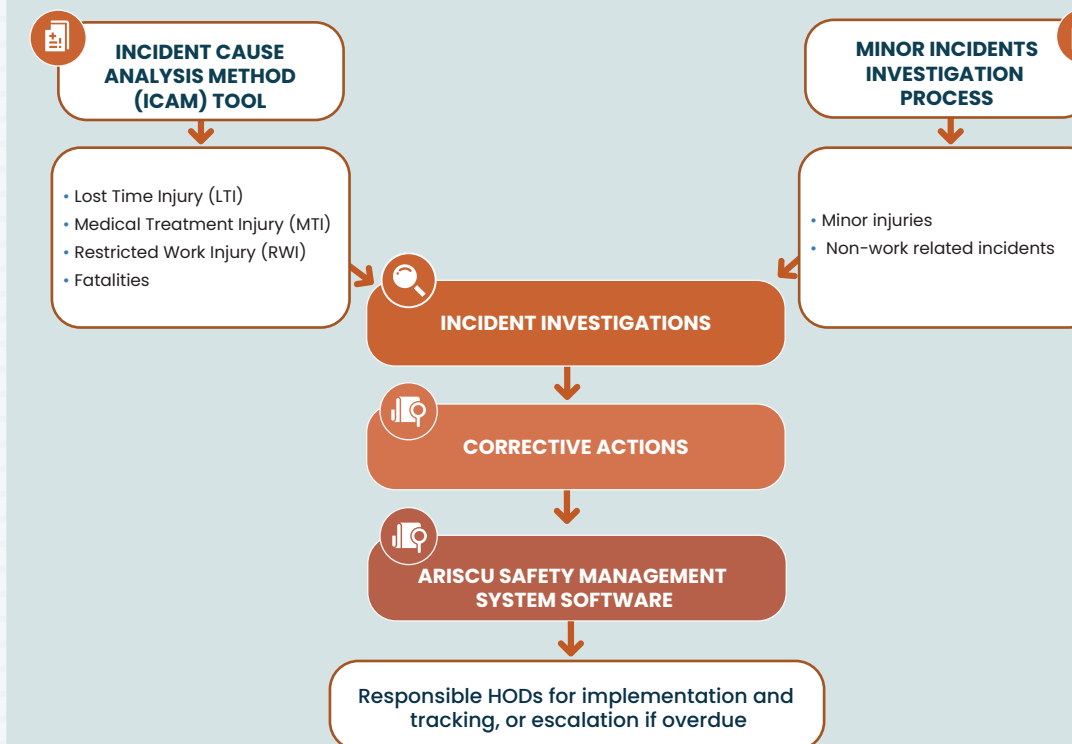 INCIDENT CAUSE
ANALYSIS METHOD
(ICAM) TOOL
• Lost Time Injury (LTI)
• Medical Treatment Injury (MTI)
• Restricted Work Injury (RWI)
• Fatalities
MINOR INCIDENTS
INVESTIGATION
PROCESS
• Minor injuries
• Non-work related incidents
INCIDENT INVESTIGATIONS
CORRECTIVE ACTIONS
ARISCU SAFETY MANAGEMENT
SYSTEM SOFTWARE
Responsible HODs for implementation and
tracking, or escalation if overdue